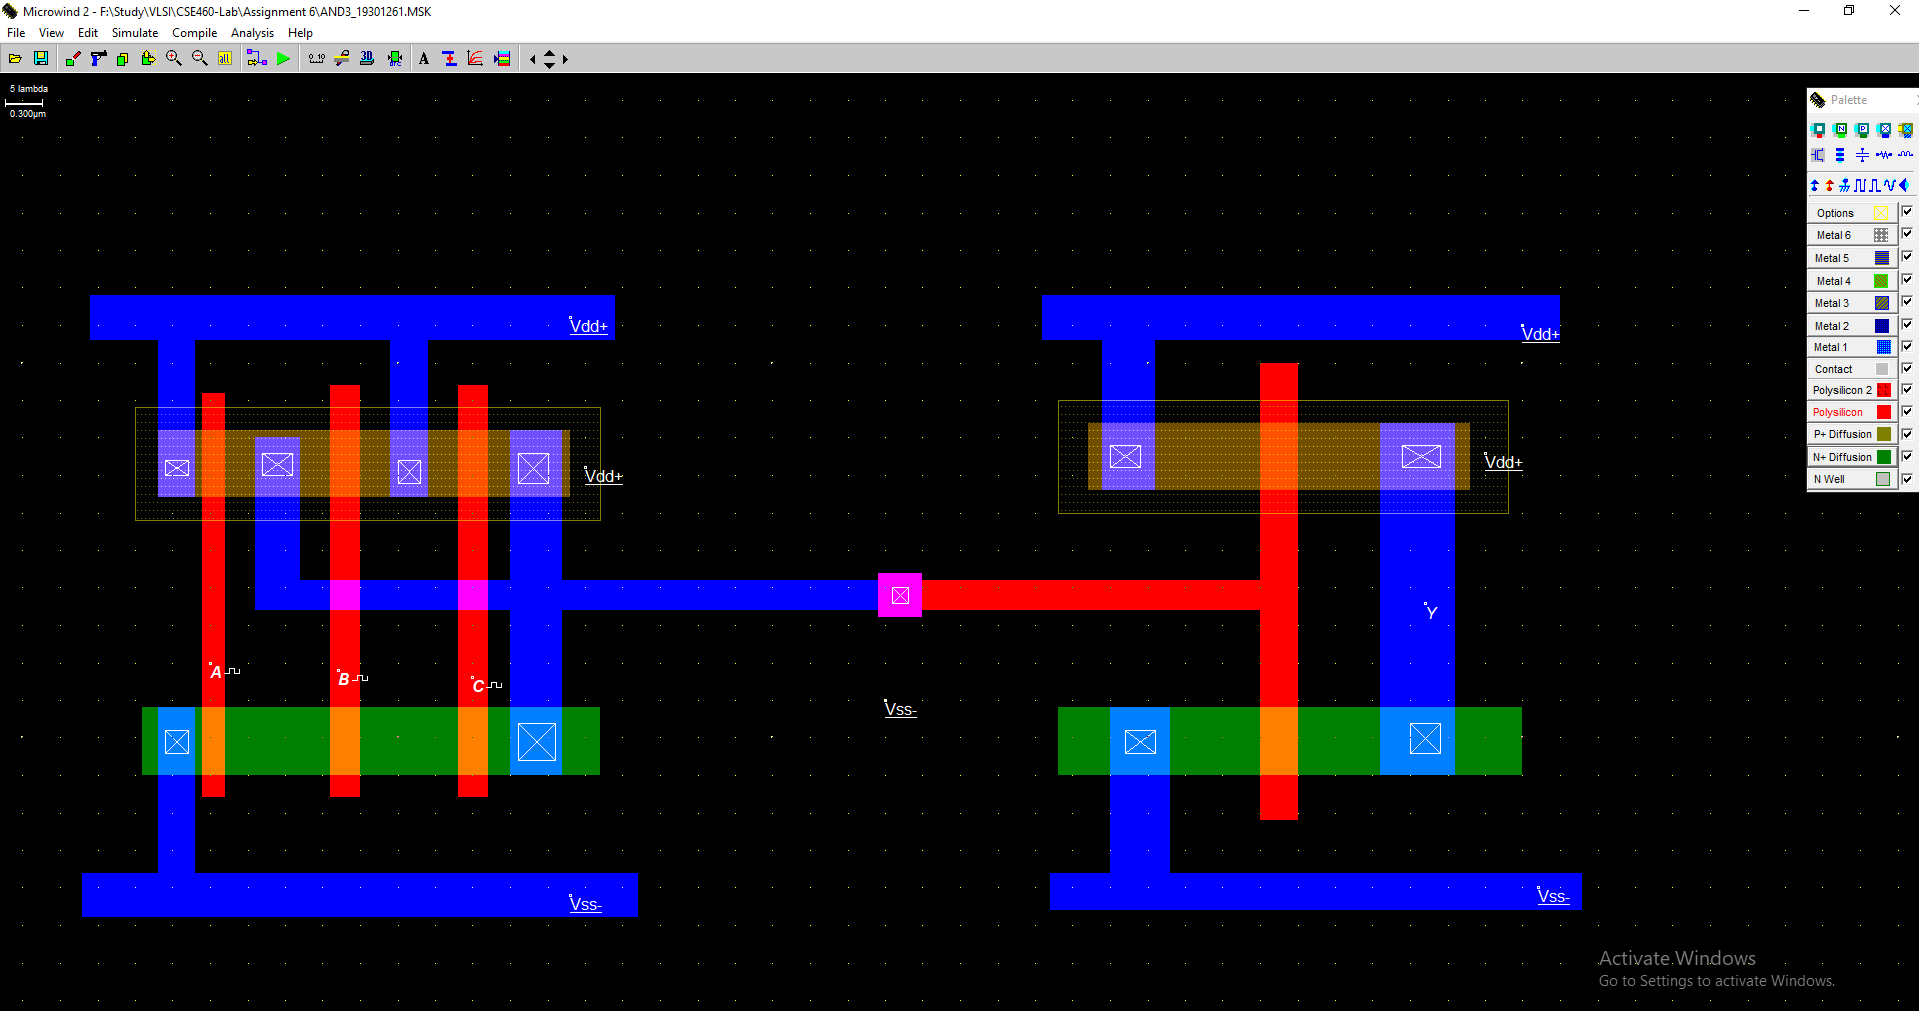 Microwind 2 - F:\Study\VLSI\CSE460-Lab\Assignment 6\AND3_19301261.MSK
File View Edit Simulate Compile Analysis Help
5 lambda
0.300µm
Palette
Options
Metal 6
Metal 5
Metal 4
Metal 3
Metal 2
Metal 1
Contact
Polysilicon 2
Polysilicon
P+ Diffusion
N+ Diffusion
N Well
Vdd+
Vdd+
Vdd+
Vdd+
Y
A
B
C
Vss-
Vss-
Vss-
Activate Windows
Go to Settings to activate Windows.